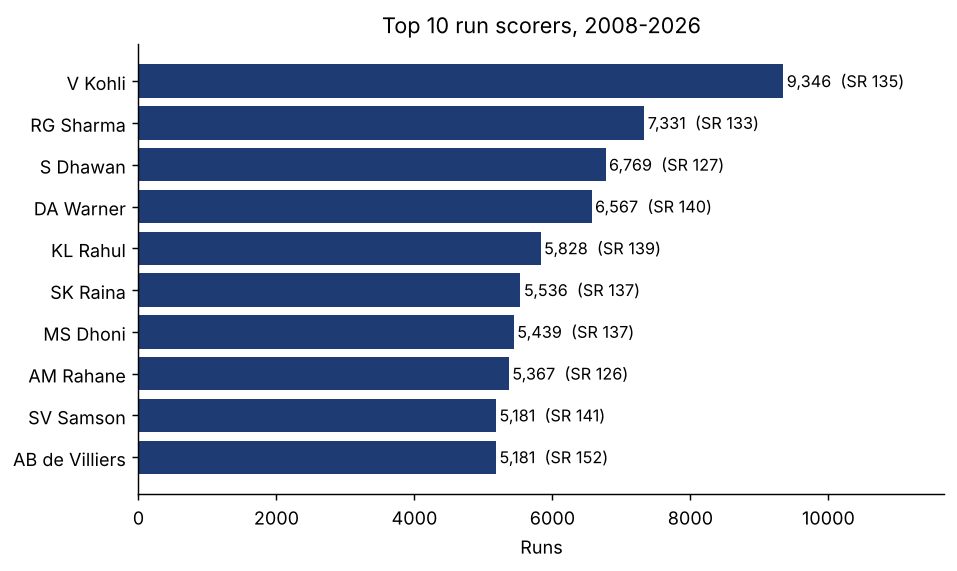 Top 10 run scorers, 2008-2026
V Kohli 9,346 (SR 135)
RG Sharma 7,331 (SR 133)
S Dhawan 6,769 (SR 127)
DA Warner 6,567 (SR 140)
KL Rahul 5,828 (SR 139)
SK Raina 5,536 (SR 137)
MS Dhoni 5,439 (SR 137)
AM Rahane 5,367 (SR 126)
SV Samson 5,181 (SR 141)
AB de Villiers 5,181 (SR 152)
0 2000 4000 6000 8000 10000
Runs